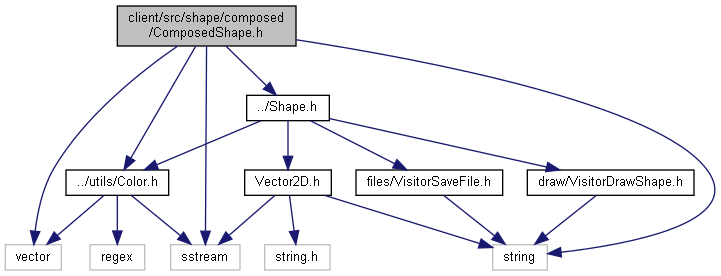 client/src/shape/composed
/ComposedShape.h
../Shape.h
../utils/Color.h
Vector2D.h
files/VisitorSaveFile.h
draw/VisitorDrawShape.h
vector
regex
sstream
string.h
string